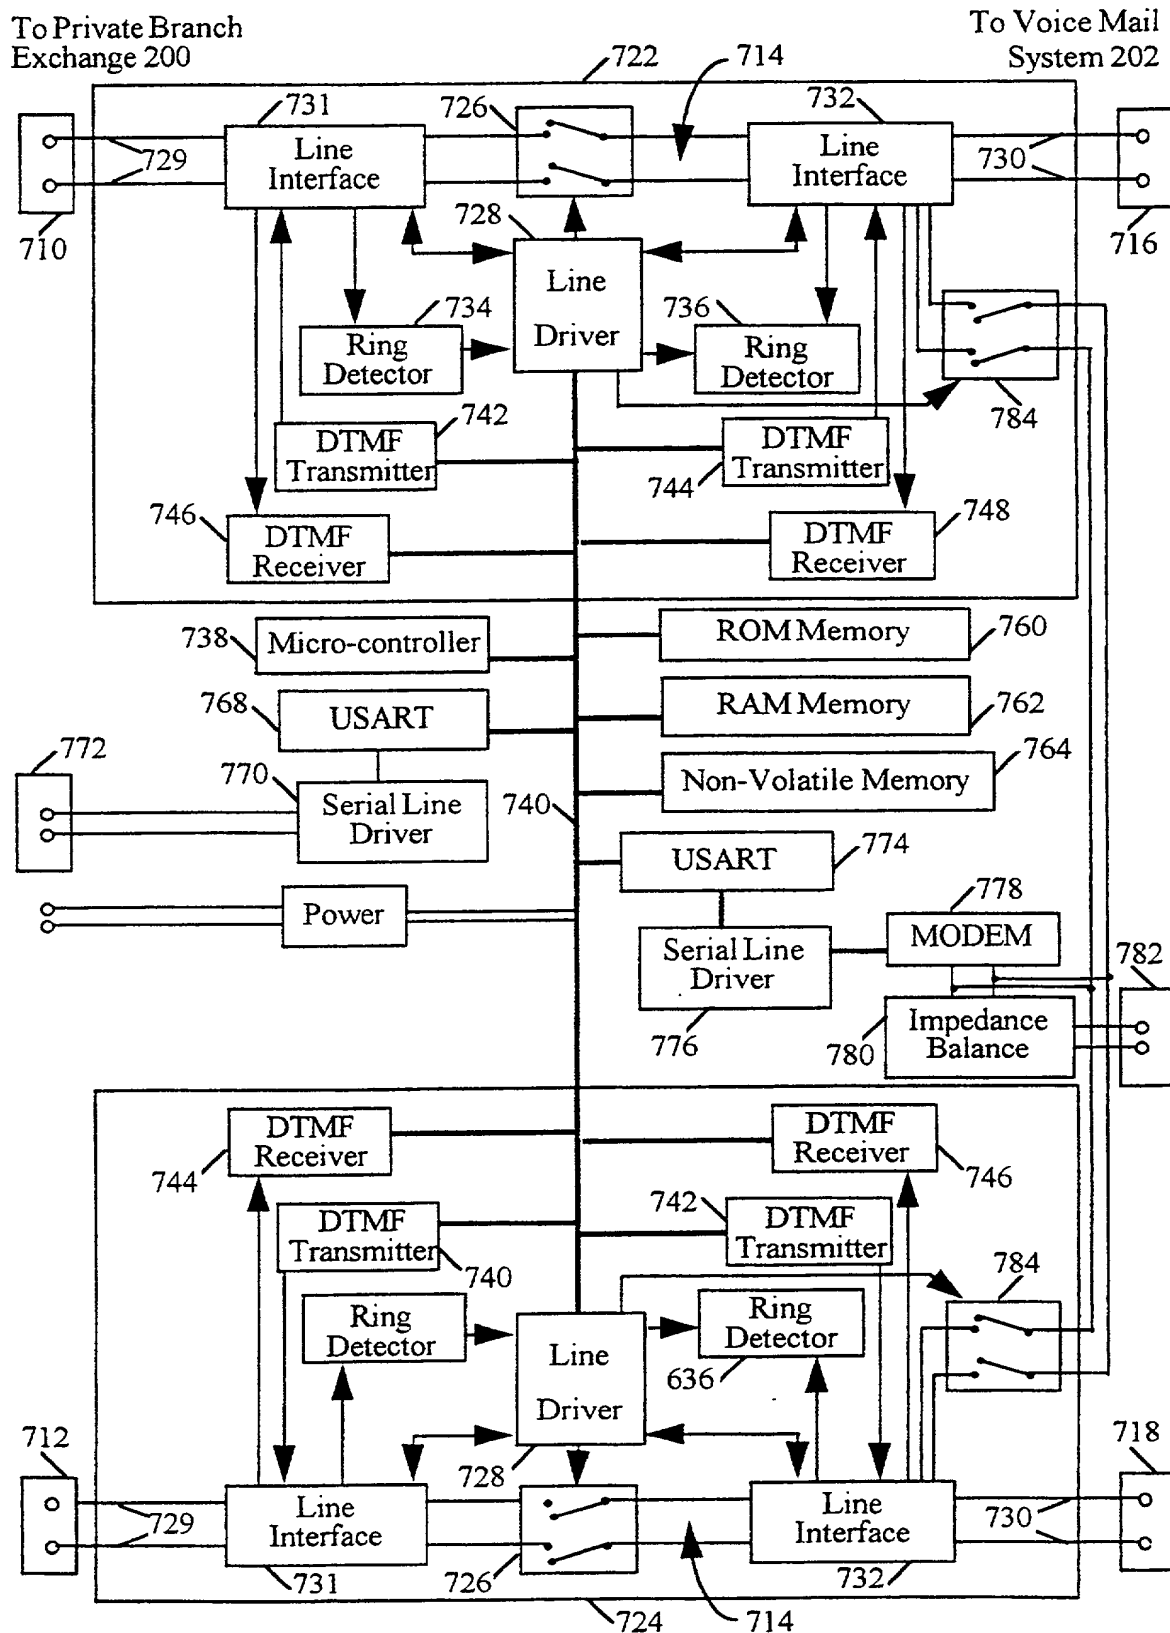 To Private Branch
Exchange 200
To Voice Mail
System 202
722
714
731
726
732
Line
Interface
Line
Interface
729
730
710
716
728
Line
Driver
734
Ring
Detector
736
Ring
Detector
784
742
DTMF
Transmitter
DTMF
Transmitter
744
746
DTMF
Receiver
DTMF
Receiver
748
738
Micro-controller
ROM Memory
760
768
USART
RAM Memory
762
772
770
Serial Line
Driver
740
Non-Volatile Memory
764
USART
774
Power
778
MODEM
Serial Line
Driver
776
782
780
Impedance
Balance
DTMF
Receiver
744
DTMF
Receiver
746
DTMF
Transmitter
740
742
DTMF
Transmitter
784
Ring
Detector
Line
Driver
Ring
Detector
636
712
718
728
729
Line
Interface
731
726
Line
Interface
732
730
724
714